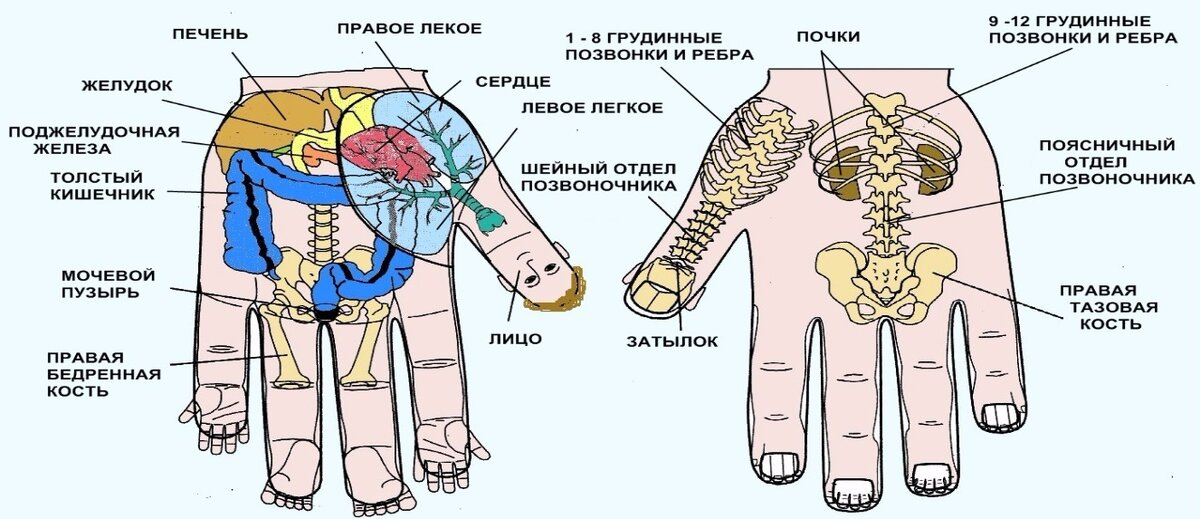 ПЕЧЕНЬ
ПРАВОЕ ЛЕКОЕ
ЖЕЛУДОК
СЕРДЦЕ
ПОДЖЕЛУДОЧНАЯ
ЖЕЛЕЗА
ЛЕВОЕ ЛЕГКОЕ
ТОЛСТЫЙ
КИШЕЧНИК
МОЧЕВОЙ
ПУЗЫРЬ
ПРАВАЯ
БЕДРЕННАЯ
КОСТЬ
ЛИЦО
1 - 8 ГРУДИННЫЕ
ПОЗВОНКИ И РЕБРА
ПОЧКИ
9 -12 ГРУДИННЫЕ
ПОЗВОНКИ И РЕБРА
ШЕЙНЫЙ ОТДЕЛ
ПОЗВОНОЧНИКА
ПОЯСНИЧНЫЙ
ОТДЕЛ
ПОЗВОНОЧНИКА
ЗАТЫЛОК
ПРАВАЯ
ТАЗОВАЯ
КОСТЬ